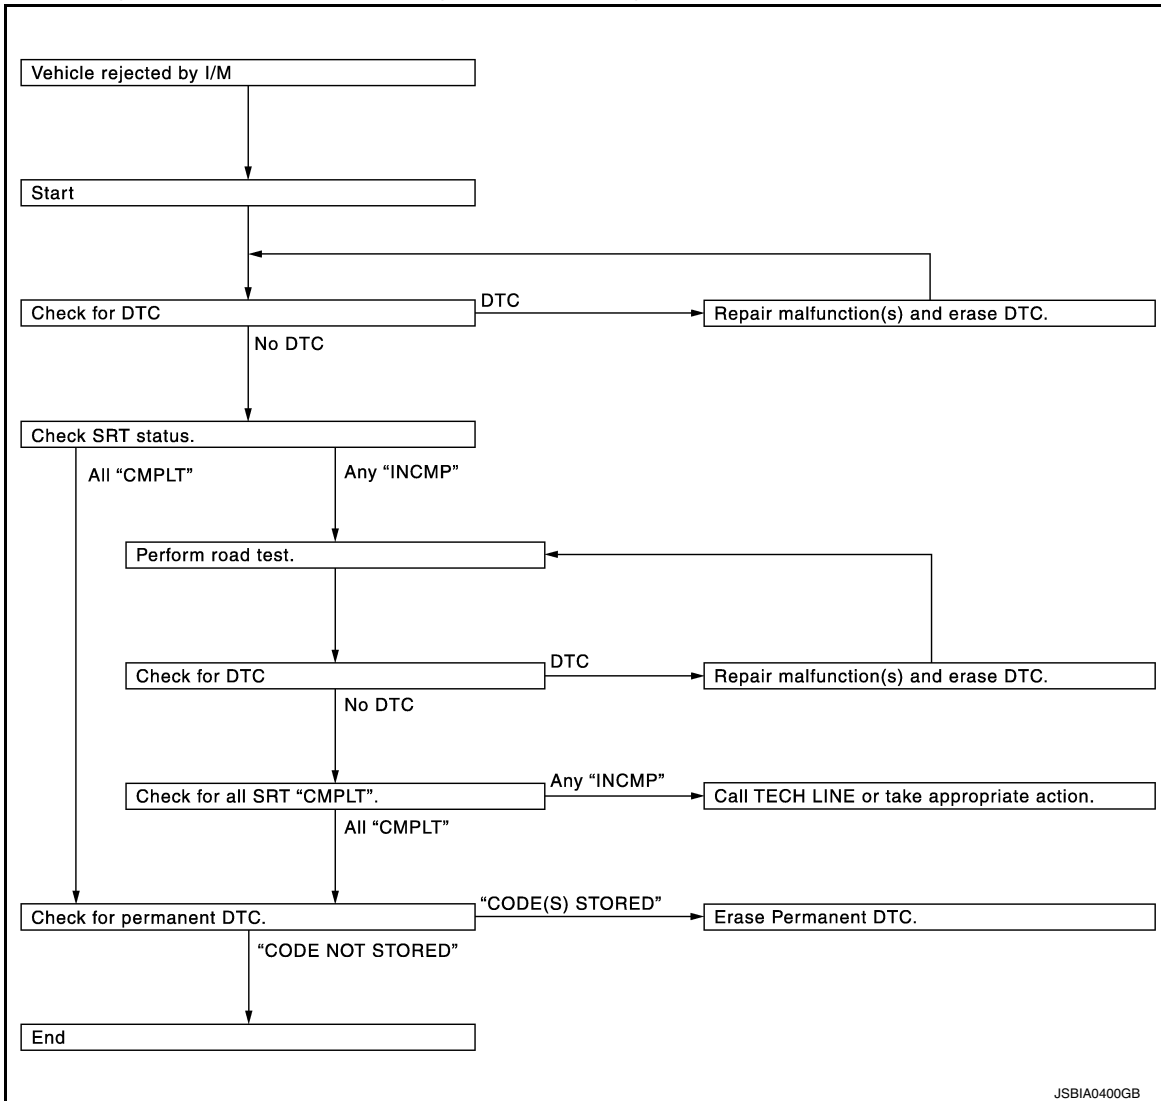 Vehicle rejected by I/M
Start
Check for DTC
DTC
Repair malfunction(s) and erase DTC.
No DTC
Check SRT status.
All “CMPLT”
Any “INCMP”
Perform road test.
Check for DTC
DTC
Repair malfunction(s) and erase DTC.
No DTC
Check for all SRT “CMPLT”.
Any “INCMP”
Call TECH LINE or take appropriate action.
All “CMPLT”
Check for permanent DTC.
“CODE(S) STORED”
Erase Permanent DTC.
“CODE NOT STORED”
End
JSBIA0400GB